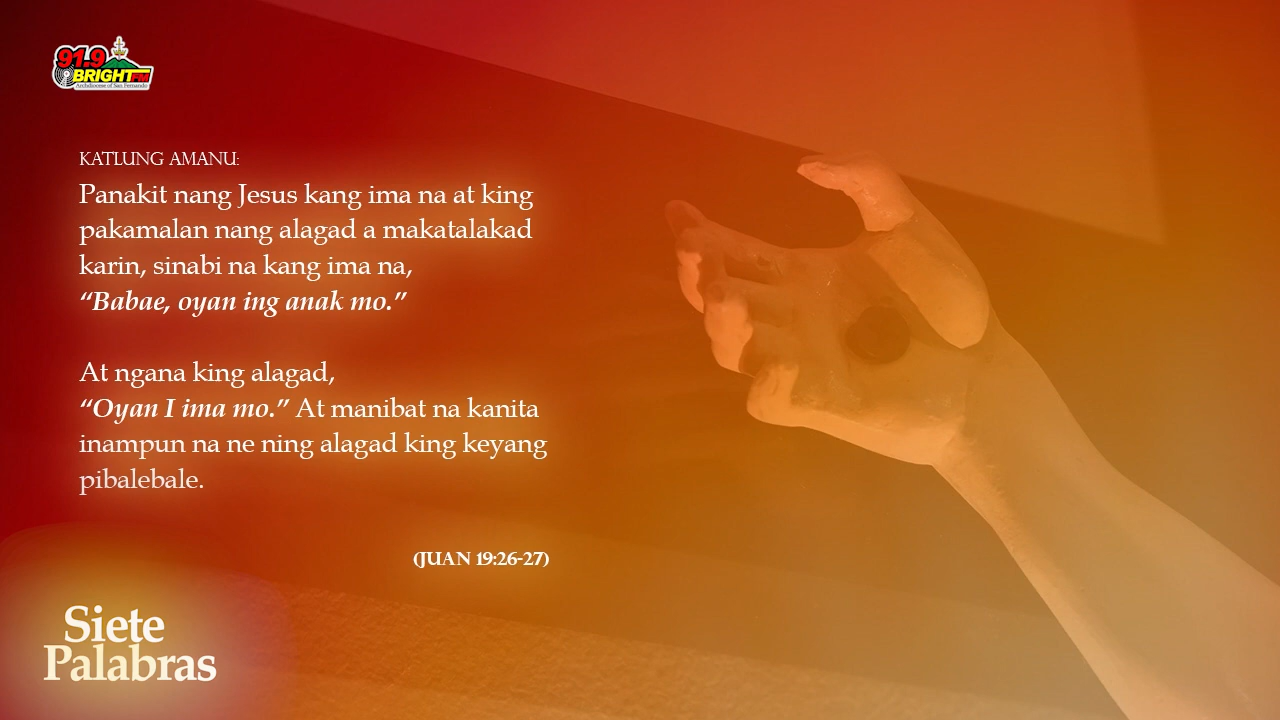 91.9
BRIGHT FM
Archdiocese of San Fernando
KATLUNG AMANU:
Panakit nang Jesus kang ima na at king
pakamalan nang alagad a makatalakad
karin, sinabi na kang ima na,
“Babae, oyan ing anak mo.”
At ngana king alagad,
“Oyan I ima mo.” At manibat na kanita
inampun na ne ning alagad king keyang
pibalebale.
(JUAN 19:26-27)
Siete
Palabras